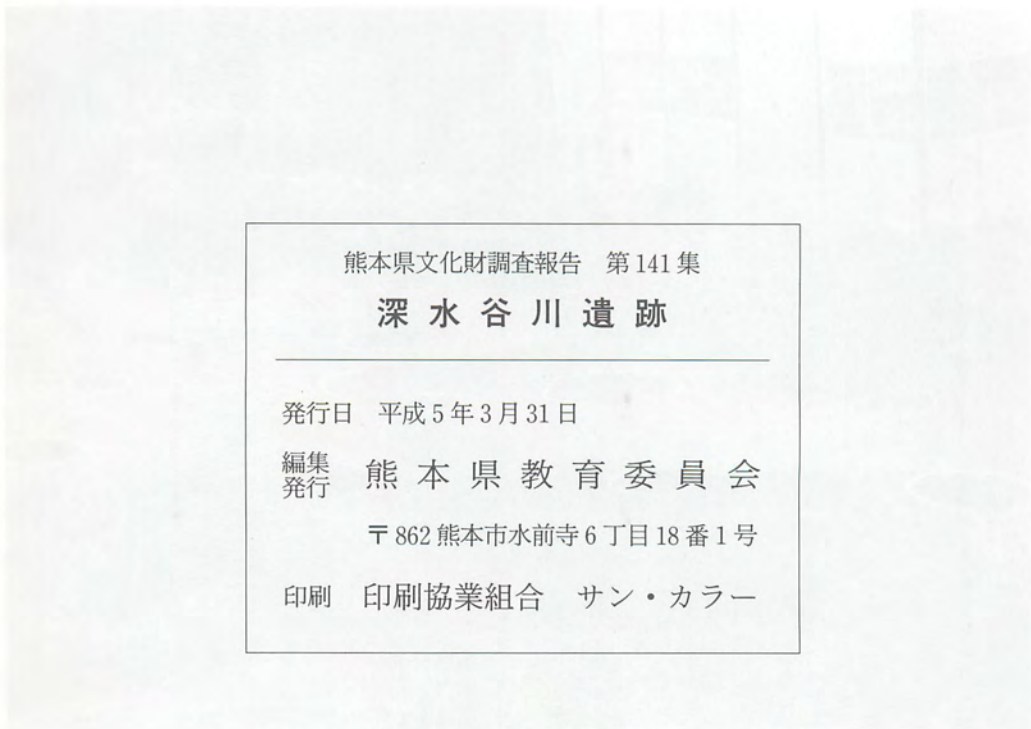 熊本県文化財調査報告　第141集
深水谷川遺跡
発行日　平成5年3月31日
編集
発行　熊本県教育委員会
〒862熊本市水前寺6丁目18番1号
印刷　印刷協業組合　サン・カラー